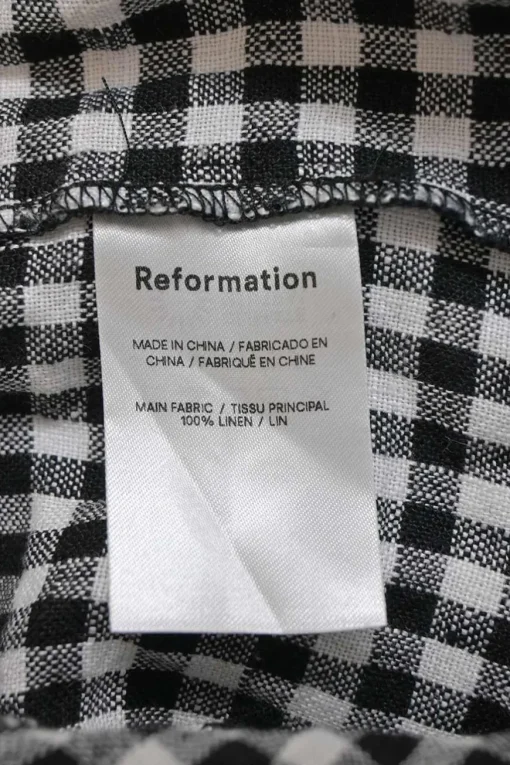 Reformation
MADE IN CHINA / FABRICADO EN
CHINA / FABRIQUÉ EN CHINE
MAIN FABRIC / TISSU PRINCIPAL
100% LINEN / LIN